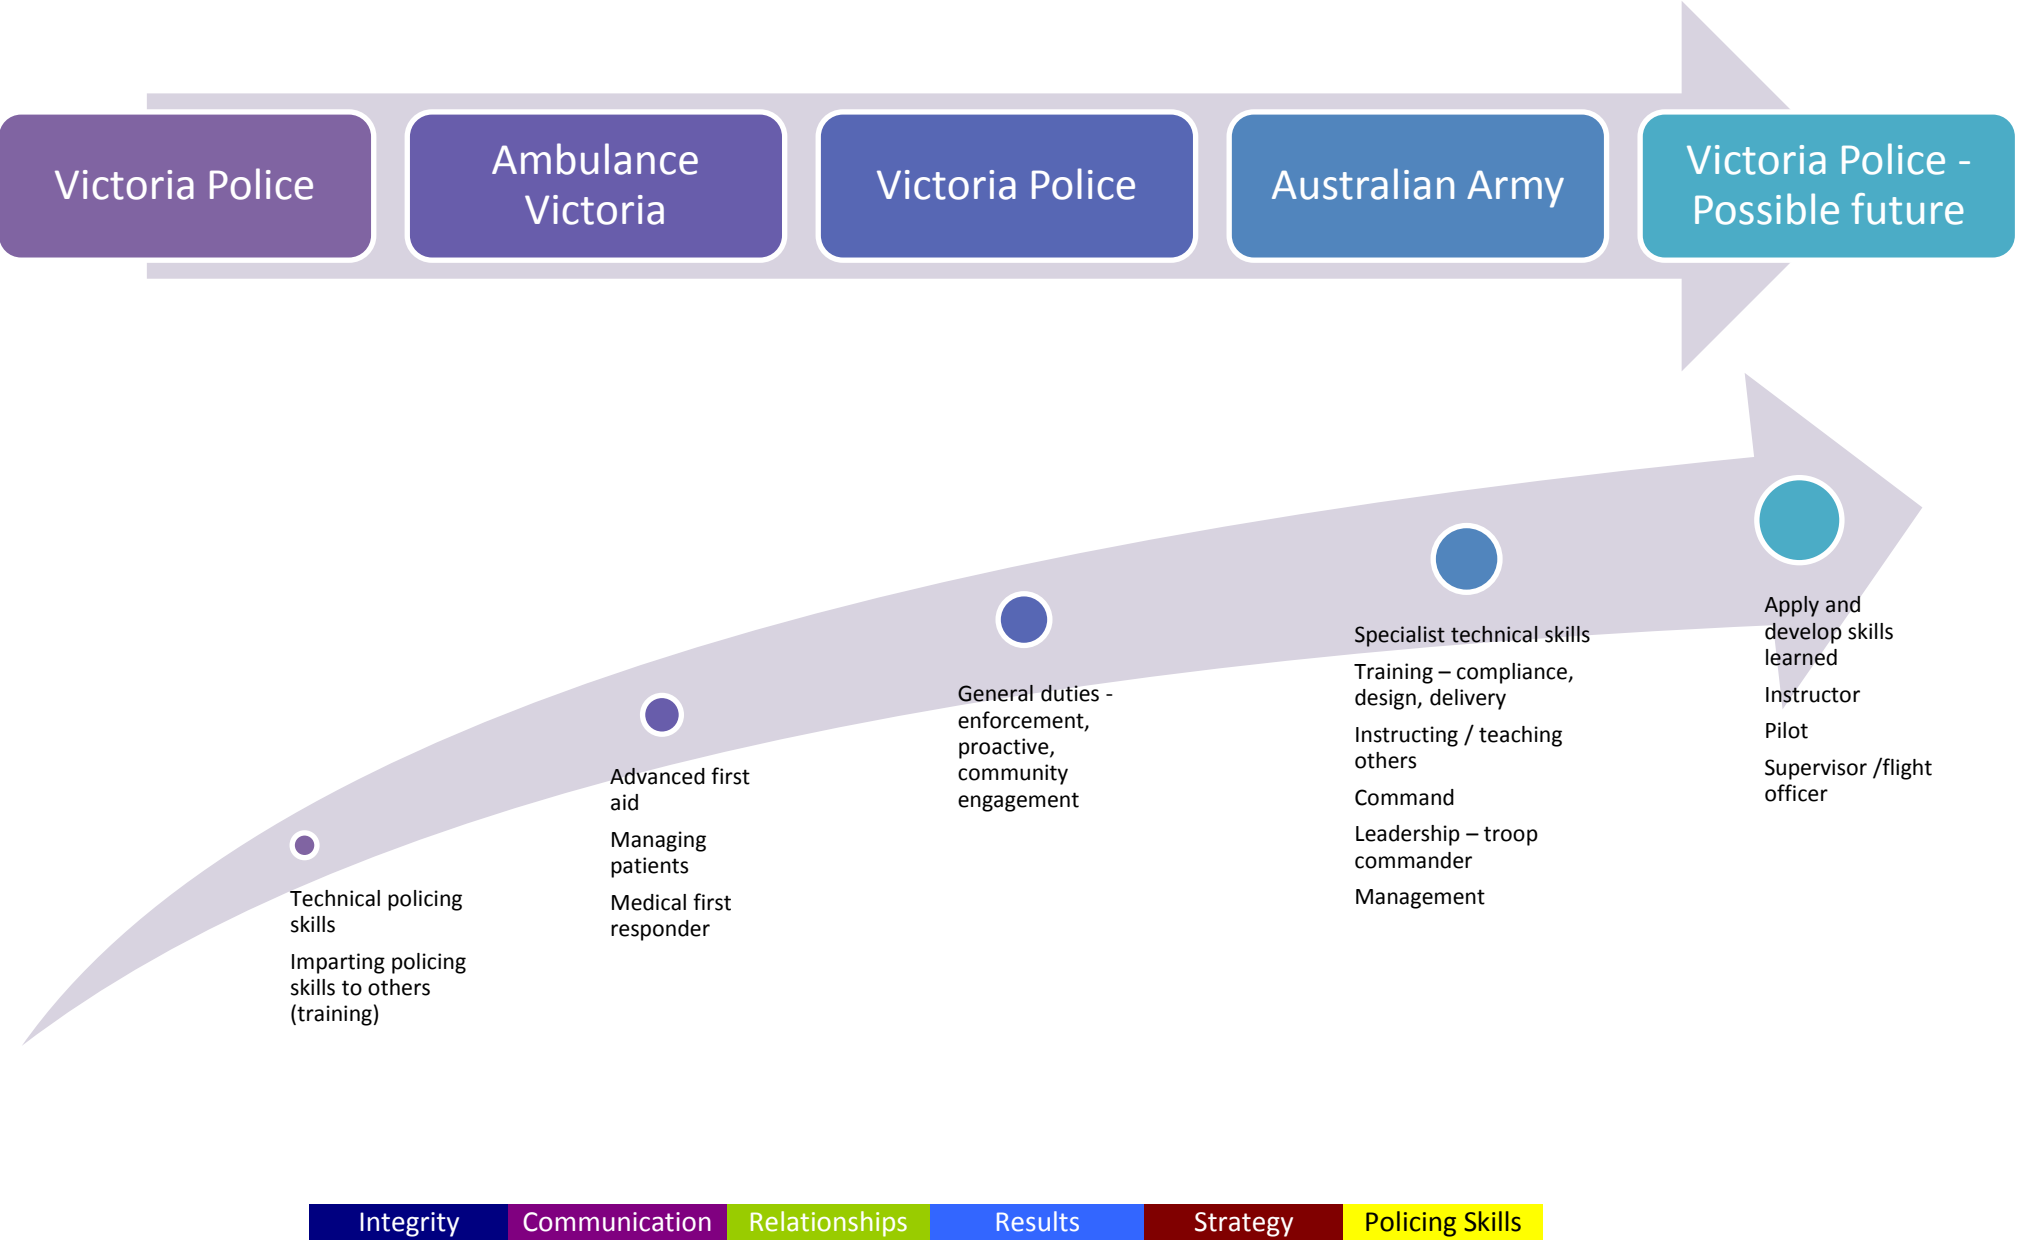 Victoria Police
Ambulance
Victoria
Victoria Police
Australian Army
Victoria Police -
Possible future
Technical policing
skills
Imparting policing
skills to others
(training)
Advanced first
aid
Managing
patients
Medical first
responder
General duties -
enforcement,
proactive,
community
engagement
Specialist technical skills
Training – compliance,
design, delivery
Instructing / teaching
others
Command
Leadership – troop
commander
Management
Apply and
develop skills
learned
Instructor
Pilot
Supervisor /flight
officer
Integrity
Communication
Relationships
Results
Strategy
Policing Skills